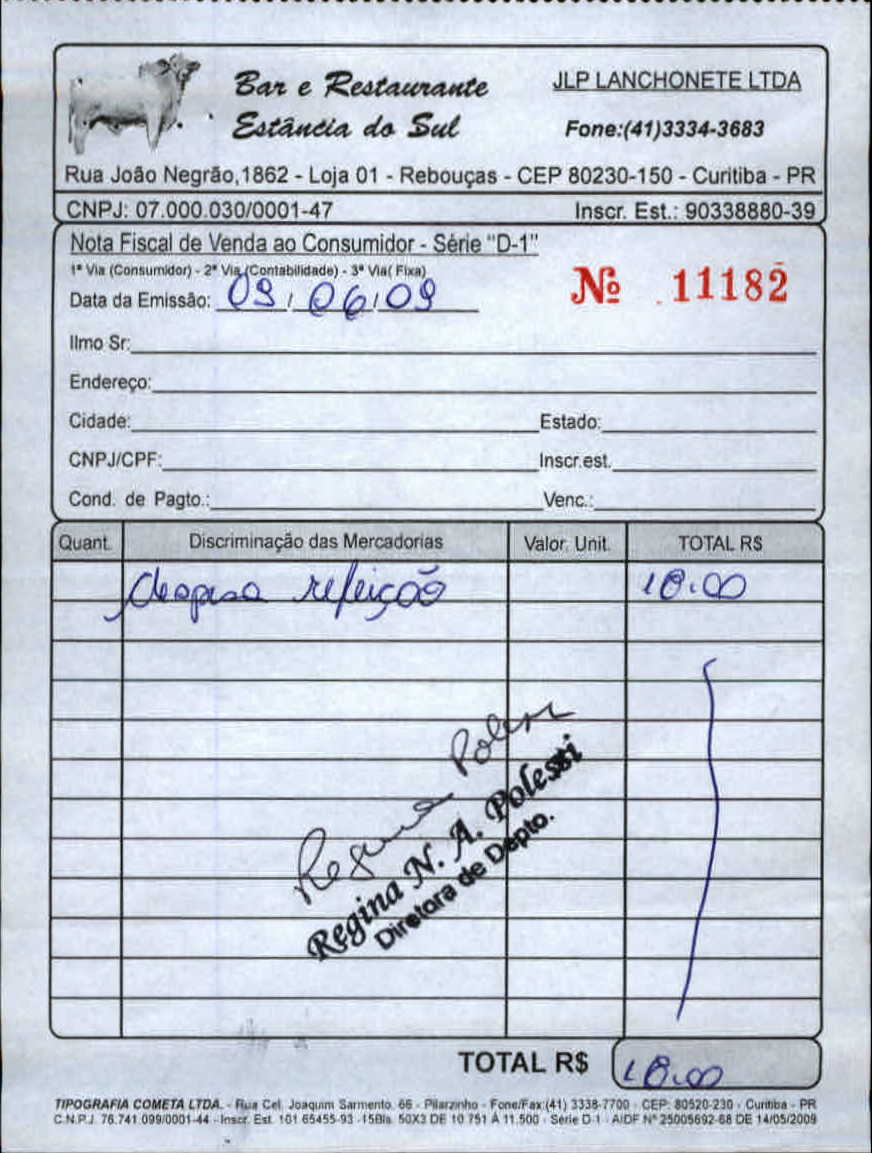 Bar e Restaurante
Estância do Sul
JLP LANCHONETE LTDA
Fone:(41)3334-3683
Rua João Negrão,1862 - Loja 01 - Rebouças - CEP 80230-150 - Curitiba - PR
CNPJ: 07.000.030/0001-47 Inscr. Est.: 90338880-39
Nota Fiscal de Venda ao Consumidor - Série "D-1"
1ª Via (Consumidor) - 2ª Via (Contabilidade) - 3ª Via( Fixa)
Data da Emissão: 09/06/09
Nº 11182
Ilmo Sr:
Endereço:
Cidade: Estado:
CNPJ/CPF: Inscr.est.
Cond. de Pagto.: Venc.:
Quant. Discriminação das Mercadorias Valor. Unit. TOTAL R$
despesa refeição 18.00
Regina Polessi
Regina N. A. Polessi
Diretora de Depto.
TOTAL R$ 18.00
TIPOGRAFIA COMETA LTDA. - Rua Cel. Joaquim Sarmento, 66 - Pilarzinho - Fone/Fax:(41) 3338-7700 - CEP: 80520-230 - Curitiba - PR
C.N.P.J. 76.741.099/0001-44 - Inscr. Est. 101 65455-93 -15Bls. 50X3 DE 10.751 À 11.500 - Série D-1 - AIDF Nº 25005692-68 DE 14/05/2009